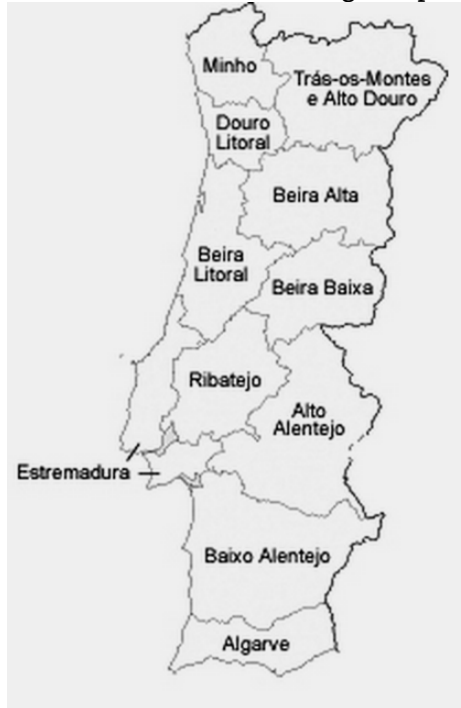 Minho
Trás-os-Montes
e Alto Douro
Douro
Litoral
Beira Alta
Beira
Litoral
Beira Baixa
Ribatejo
Alto
Alentejo
Estremadura
Baixo Alentejo
Algarve